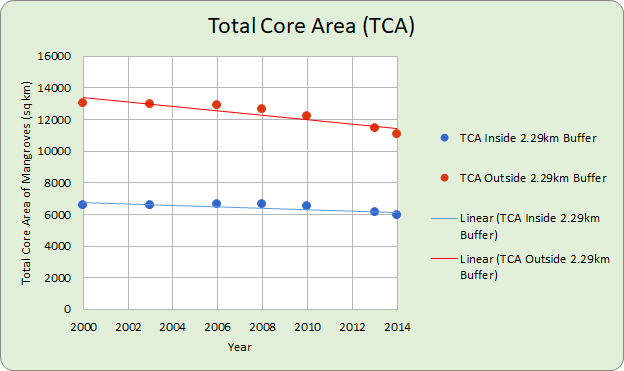 Total Core Area (TCA)
Total Core Area of Mangroves (sq km)
16000
14000
12000
10000
8000
6000
4000
2000
0
2000 2002 2004 2006 2008 2010 2012 2014
Year
TCA Inside 2.29km Buffer
TCA Outside 2.29km Buffer
Linear (TCA Inside 2.29km
Buffer)
Linear (TCA Outside 2.29km
Buffer)